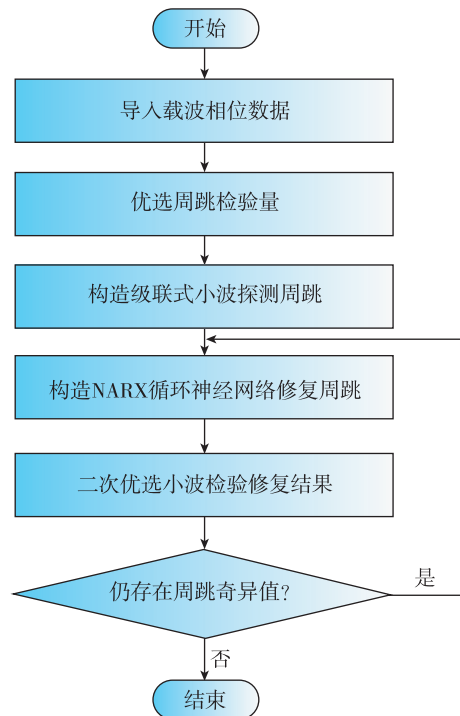 开始
导入载波相位数据
优选周跳检验量
构造级联式小波探测周跳
构造NARX循环神经网络修复周跳
二次优选小波检验修复结果
仍存在周跳奇异值?
是
否
结束